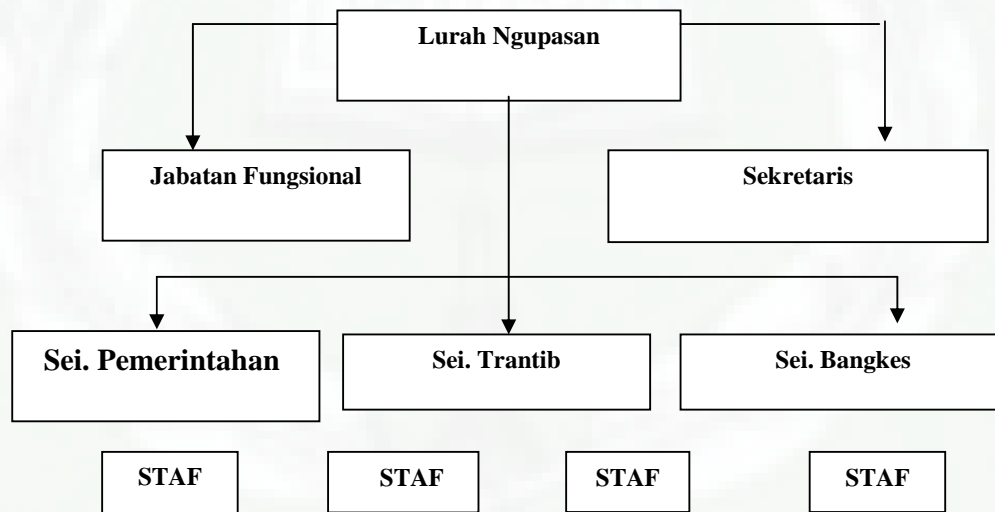 Lurah Ngupasan
Jabatan Fungsional
Sekretaris
Sei. Pemerintahan
Sei. Trantib
Sei. Bangkes
STAF
STAF
STAF
STAF